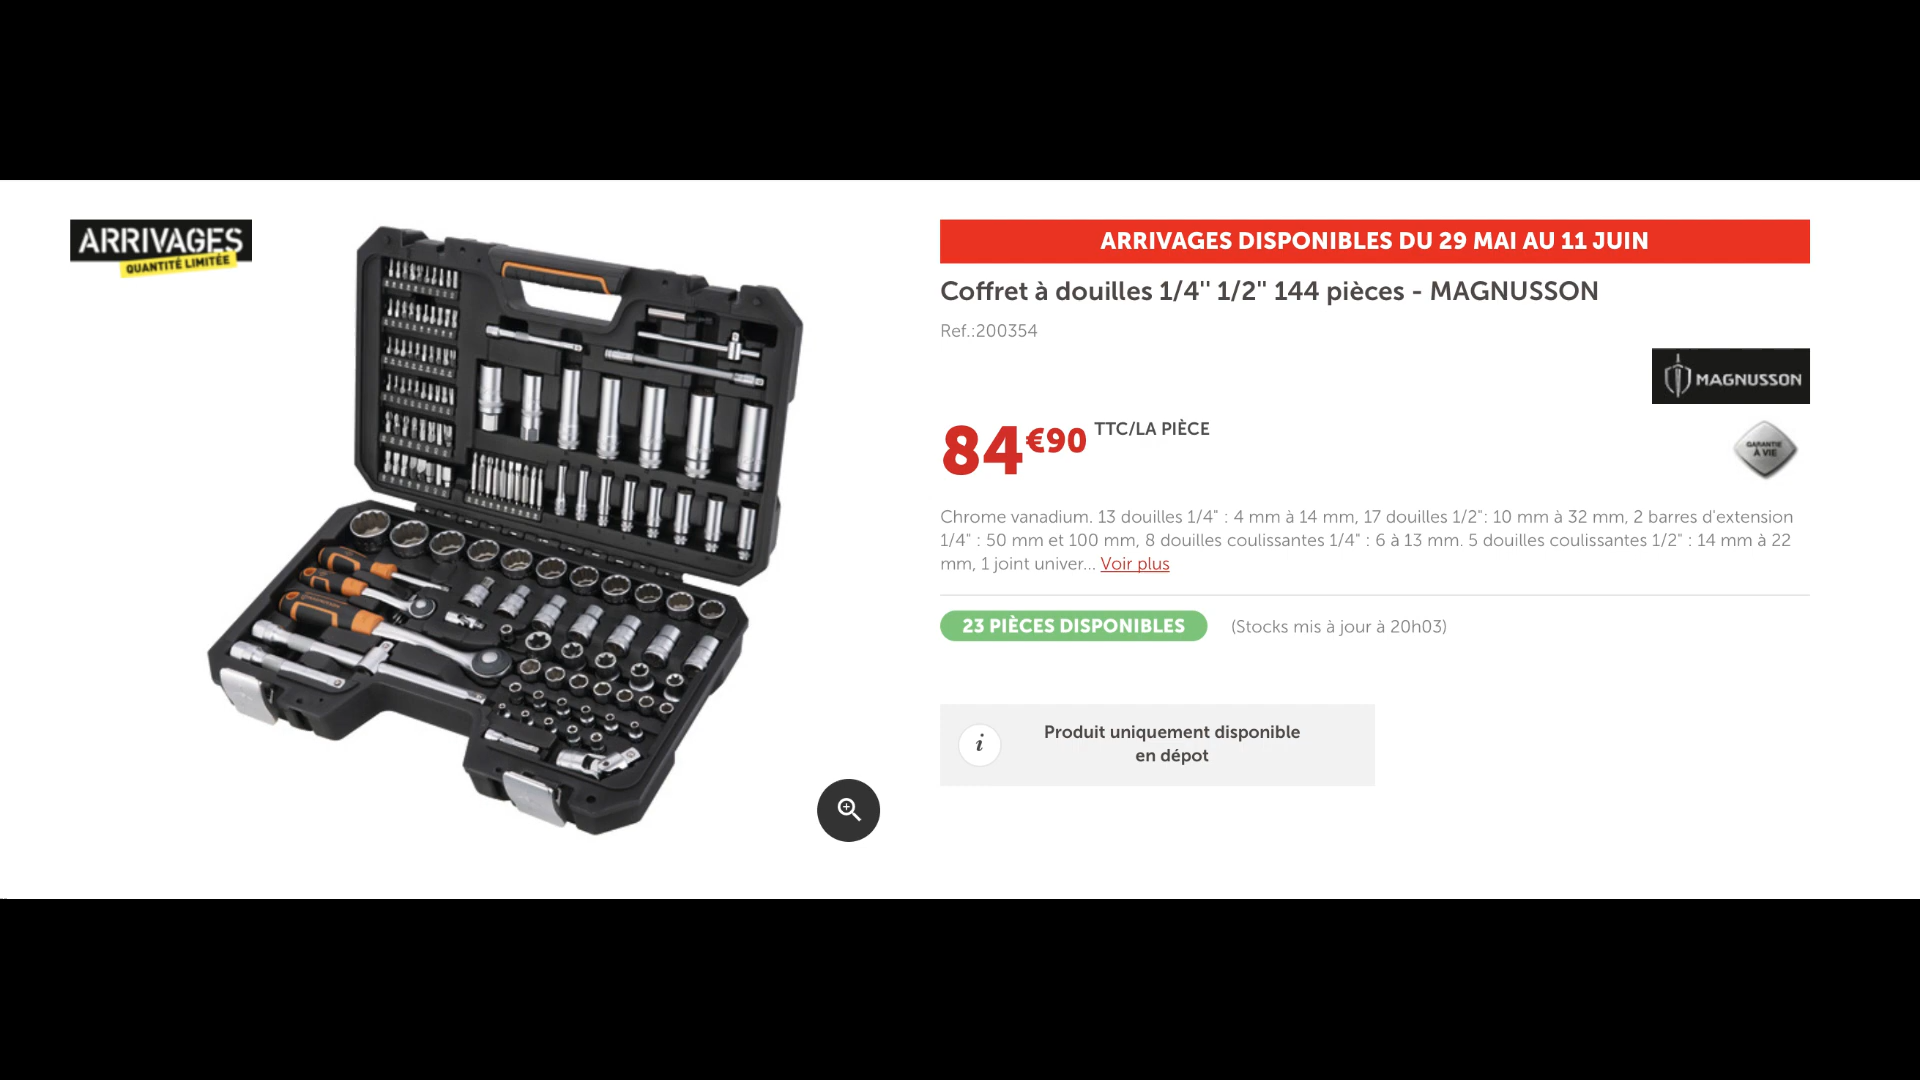 ARRIVAGES
QUANTITÉ LIMITÉE
ARRIVAGES DISPONIBLES DU 29 MAI AU 11 JUIN
Coffret à douilles 1/4'' 1/2'' 144 pièces - MAGNUSSON
Ref.:200354
MAGNUSSON
84€90 TTC/LA PIÈCE
GARANTIE
À VIE
Chrome vanadium. 13 douilles 1/4" : 4 mm à 14 mm, 17 douilles 1/2": 10 mm à 32 mm, 2 barres d'extension
1/4" : 50 mm et 100 mm, 8 douilles coulissantes 1/4" : 6 à 13 mm. 5 douilles coulissantes 1/2" : 14 mm à 22
mm, 1 joint univer... Voir plus
23 PIÈCES DISPONIBLES (Stocks mis à jour à 20h03)
i Produit uniquement disponible
en dépot